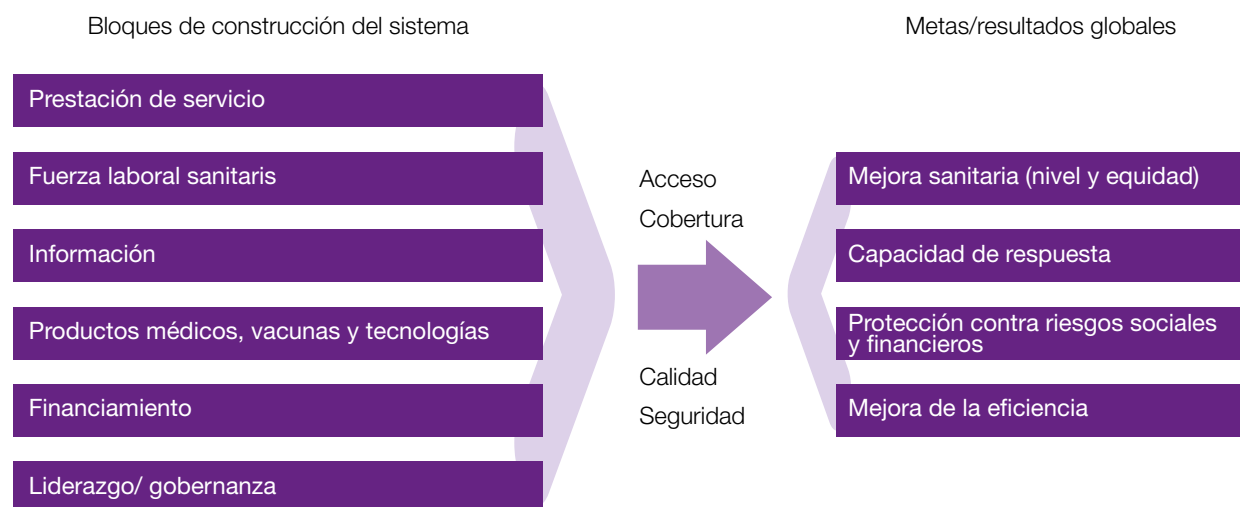 Bloques de construcción del sistema
Prestación de servicio
Fuerza laboral sanitaris
Información
Productos médicos, vacunas y tecnologías
Financiamiento
Liderazgo/ gobernanza
Acceso
Cobertura
Calidad
Seguridad
Metas/resultados globales
Mejora sanitaria (nivel y equidad)
Capacidad de respuesta
Protección contra riesgos sociales
y financieros
Mejora de la eficiencia